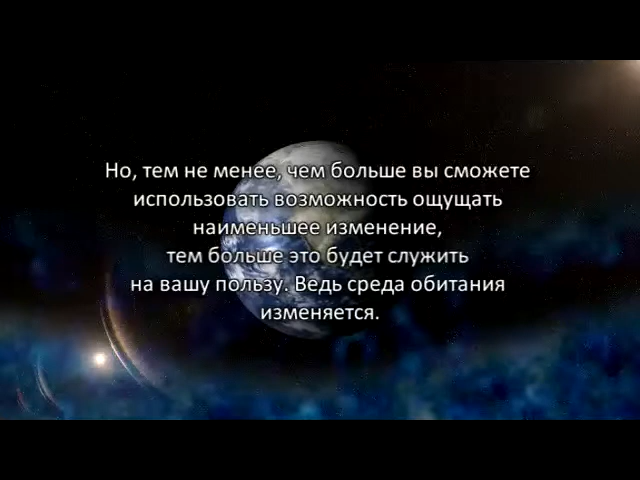 Но, тем не менее, чем больше вы сможете
использовать возможность ощущать
наименьшее изменение,
тем больше это будет служить
на вашу пользу. Ведь среда обитания
изменяется.